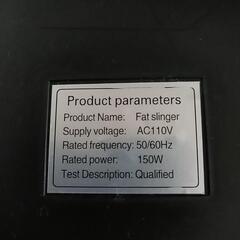 Product parameters
Product Name: Fat slinger
Supply voltage: AC110V
Rated frequency: 50/60Hz
Rated power: 150W
Test Description: Qualified